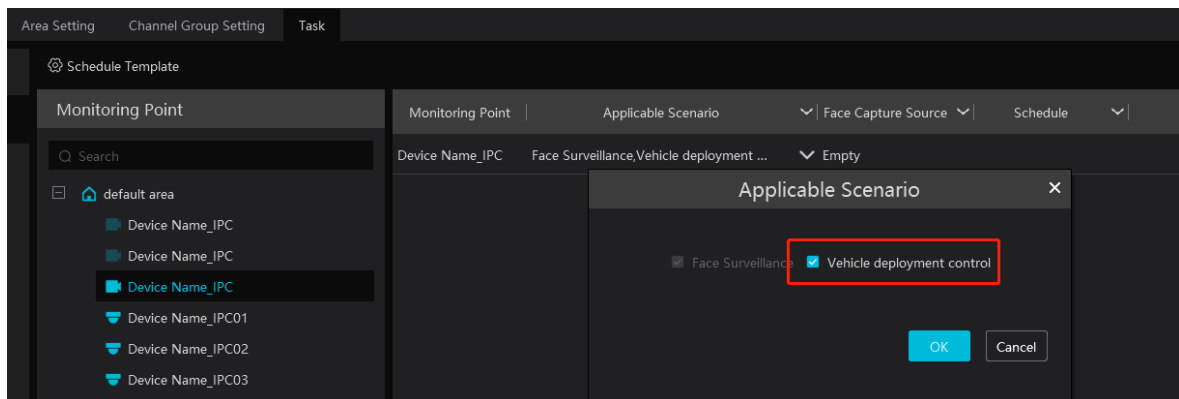 Area Setting Channel Group Setting Task
Schedule Template
Monitoring Point
Search
default area
Device Name_IPC
Device Name_IPC
Device Name_IPC
Device Name_IPC01
Device Name_IPC02
Device Name_IPC03
Monitoring Point Applicable Scenario Face Capture Source Schedule
Device Name_IPC Face Surveillance,Vehicle deployment ... Empty
Applicable Scenario
Face Surveillance Vehicle deployment control
OK Cancel